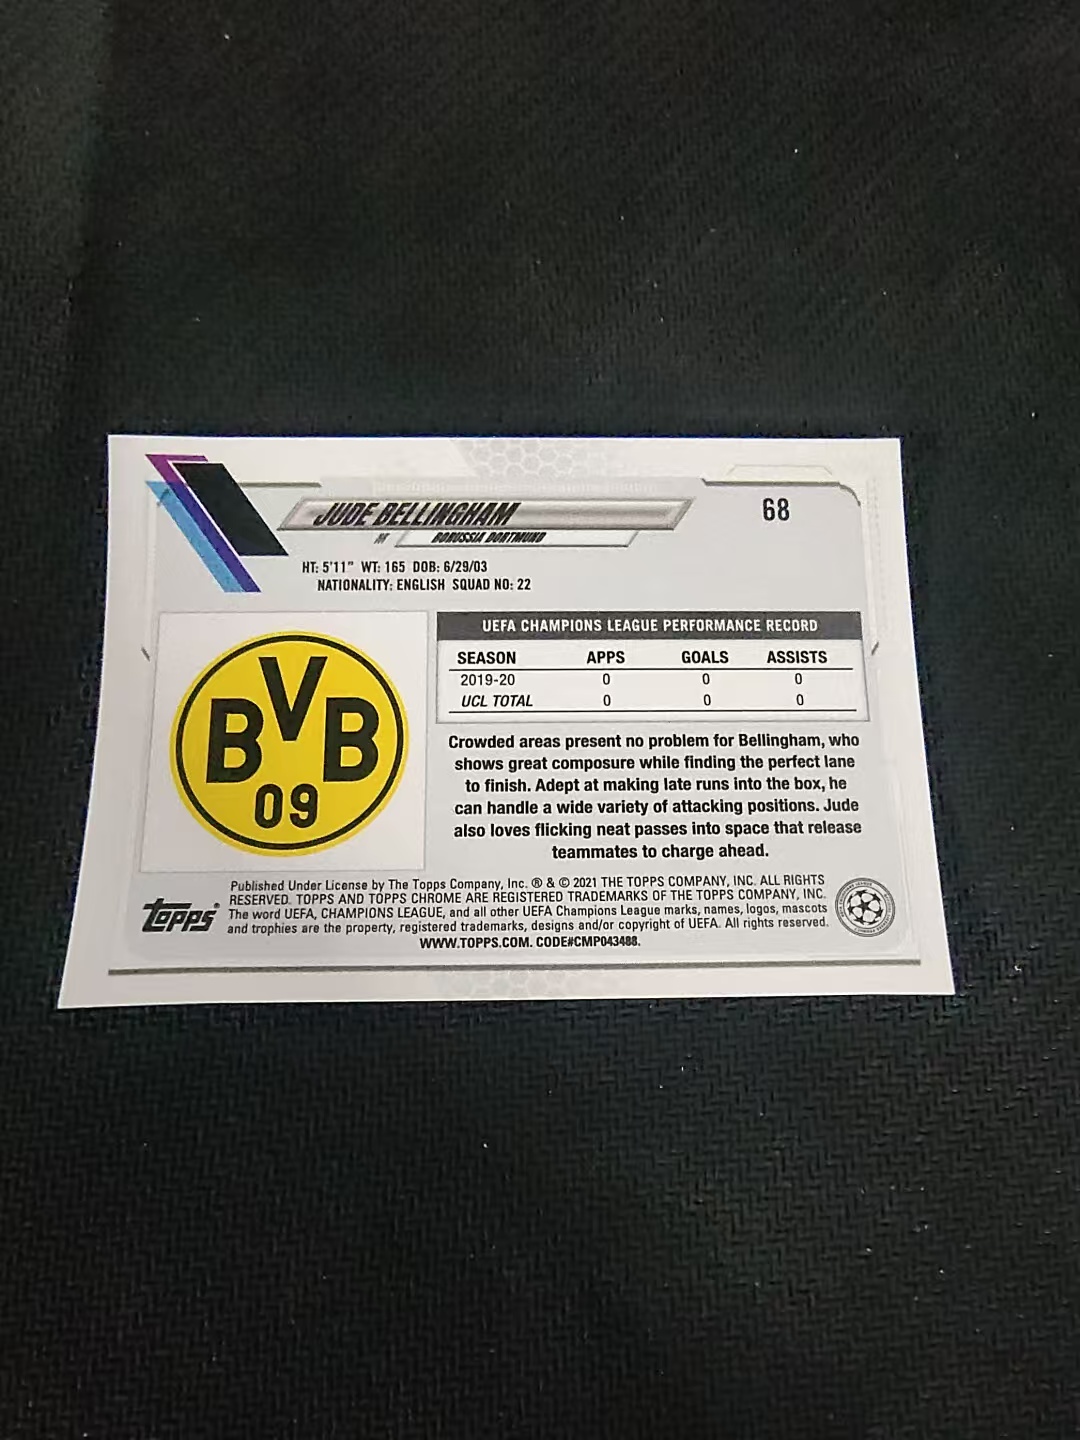 JUDE BELLINGHAM
68
MF
BORUSSIA DORTMUND
HT: 5'11" WT: 165 DOB: 6/29/03
NATIONALITY: ENGLISH SQUAD NO: 22
UEFA CHAMPIONS LEAGUE PERFORMANCE RECORD
SEASON APPS GOALS ASSISTS
2019-20 0 0 0
UCL TOTAL 0 0 0
BVB
09
Crowded areas present no problem for Bellingham, who
shows great composure while finding the perfect lane
to finish. Adept at making late runs into the box, he
can handle a wide variety of attacking positions. Jude
also loves flicking neat passes into space that release
teammates to charge ahead.
Topps®
Published Under License by The Topps Company, Inc. ® & © 2021 THE TOPPS COMPANY, INC. ALL RIGHTS
RESERVED. TOPPS AND TOPPS CHROME ARE REGISTERED TRADEMARKS OF THE TOPPS COMPANY, INC.
The word UEFA, CHAMPIONS LEAGUE, and all other UEFA Champions League marks, names, logos, mascots
and trophies are the property, registered trademarks, designs and/or copyright of UEFA. All rights reserved.
WWW.TOPPS.COM. CODE#CMP043488.